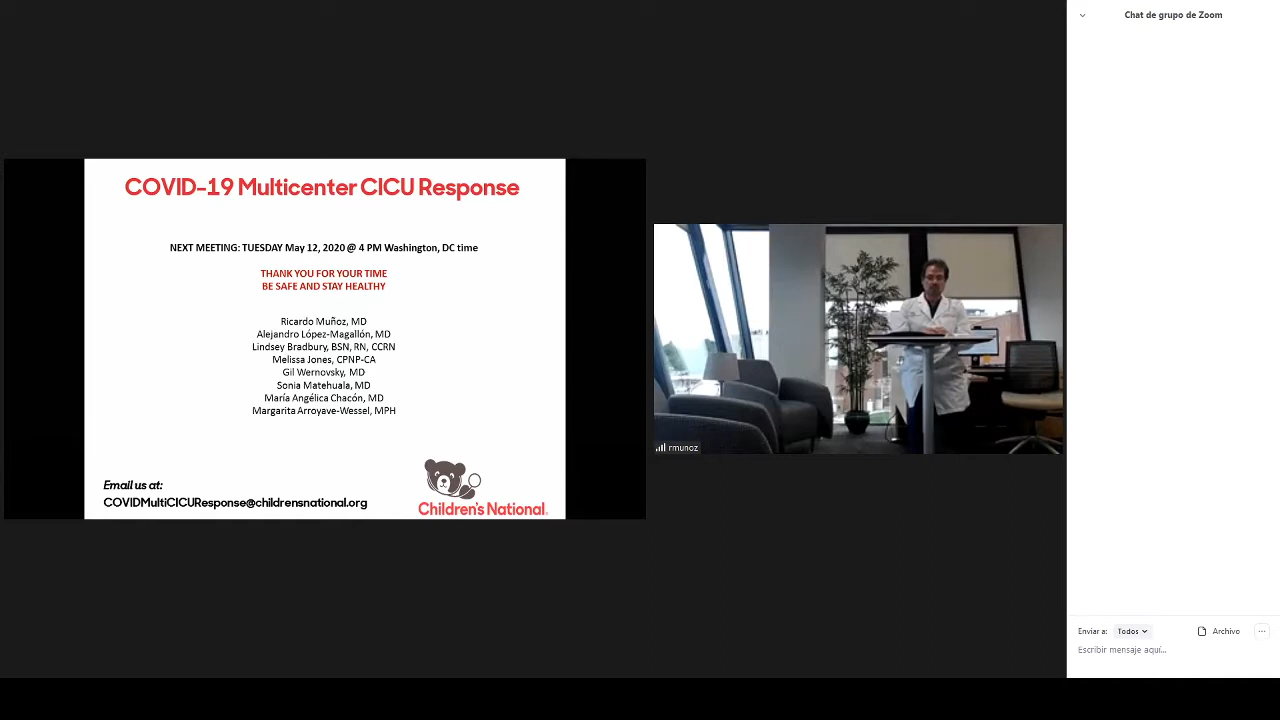 COVID-19 Multicenter CICU Response
NEXT MEETING: TUESDAY May 12, 2020 @ 4 PM Washington, DC time
THANK YOU FOR YOUR TIME
BE SAFE AND STAY HEALTHY
Ricardo Muñoz, MD
Alejandro López-Magallón, MD
Lindsey Bradbury, BSN, RN, CCRN
Melissa Jones, CPNP-CA
Gil Wernovsky, MD
Sonia Matehuala, MD
María Angélica Chacón, MD
Margarita Arroyave-Wessel, MPH
Email us at:
COVIDMultiCICUResponse@childrensnational.org
Children's National®
rmunoz
Chat de grupo de Zoom
Enviar a: Todos
Archivo
Escribir mensaje aquí...